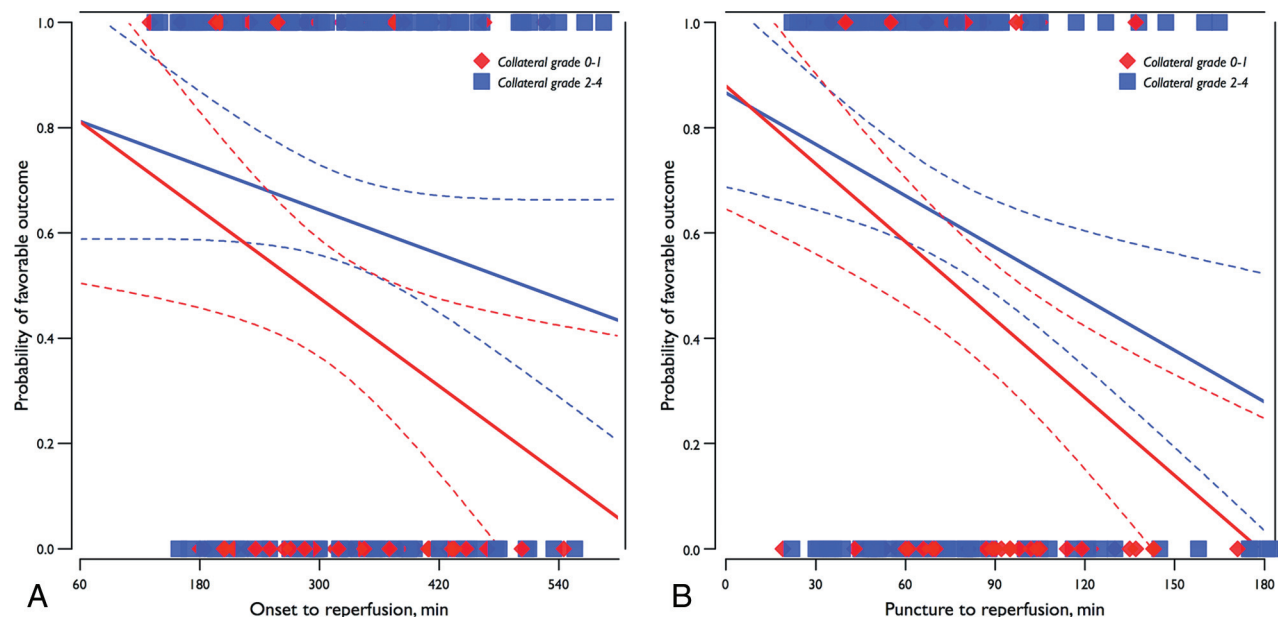 1.0
0.8
0.6
0.4
0.2
0.0
Probability of favorable outcome
Collateral grade 0-1
Collateral grade 2-4
60 180 300 420 540
Onset to reperfusion, min
A
1.0
0.8
0.6
0.4
0.2
0.0
Probability of favorable outcome
Collateral grade 0-1
Collateral grade 2-4
0 30 60 90 120 150 180
Puncture to reperfusion, min
B